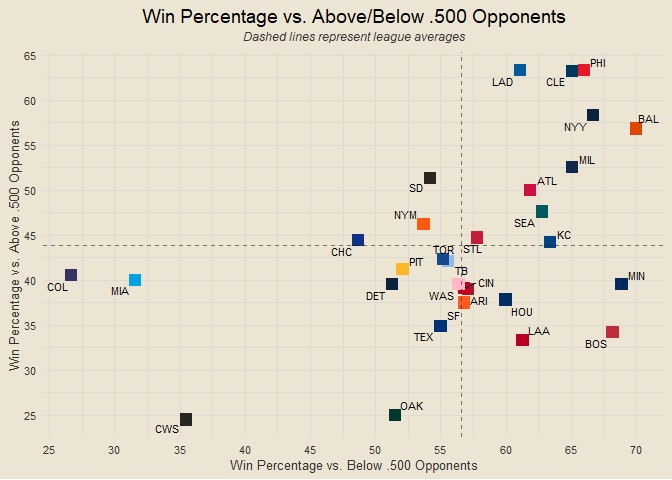 Win Percentage vs. Above/Below .500 Opponents
Dashed lines represent league averages
Win Percentage vs. Above .500 Opponents
65
60
55
50
45
40
35
30
25
PHI
LAD
CLE
NYY
BAL
MIL
SD
ATL
NYM
SEA
KC
CHC
TOR
STL
PIT
TB
COL
MIA
DET
WAS
CIN
MIN
ARI
SF
HOU
TEX
LAA
BOS
OAK
CWS
25
30
35
40
45
50
55
60
65
70
Win Percentage vs. Below .500 Opponents